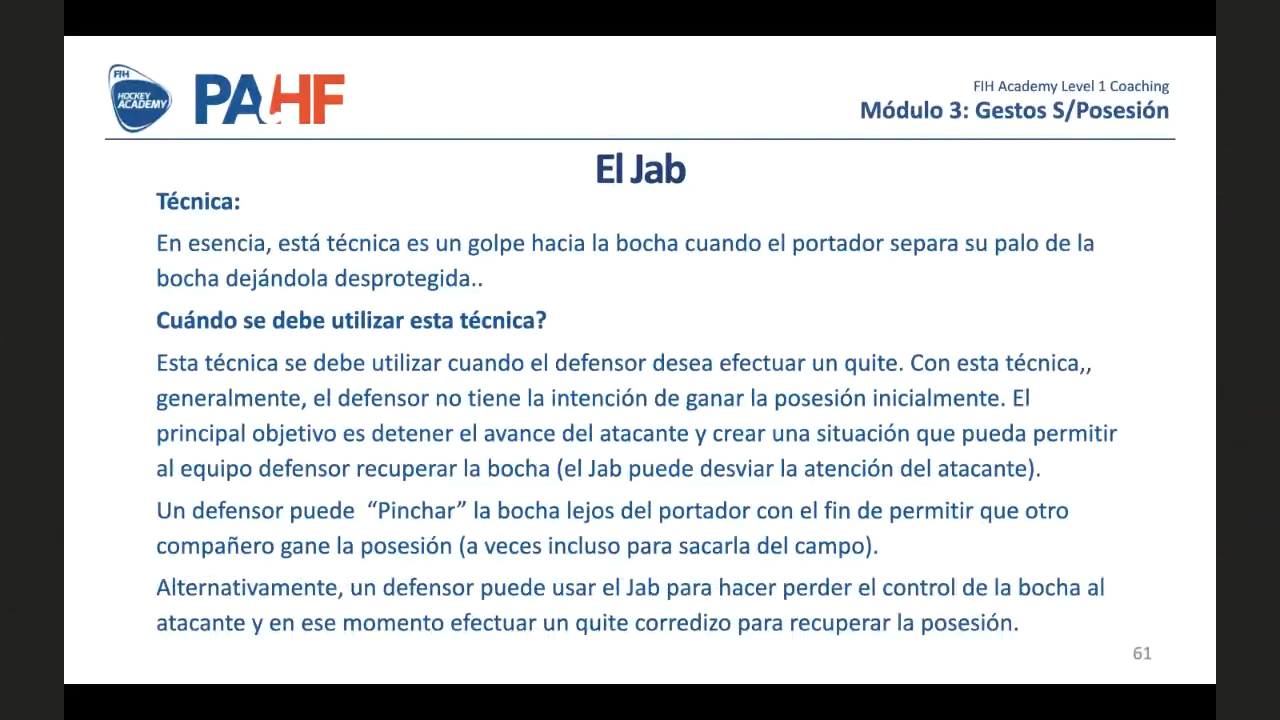 FIH
HOCKEY
ACADEMY
PAHF
FIH Academy Level 1 Coaching
Módulo 3: Gestos S/Posesión
El Jab
Técnica:
En esencia, está técnica es un golpe hacia la bocha cuando el portador separa su palo de la
bocha dejándola desprotegida..
Cuándo se debe utilizar esta técnica?
Esta técnica se debe utilizar cuando el defensor desea efectuar un quite. Con esta técnica,,
generalmente, el defensor no tiene la intención de ganar la posesión inicialmente. El
principal objetivo es detener el avance del atacante y crear una situación que pueda permitir
al equipo defensor recuperar la bocha (el Jab puede desviar la atención del atacante).
Un defensor puede “Pinchar” la bocha lejos del portador con el fin de permitir que otro
compañero gane la posesión (a veces incluso para sacarla del campo).
Alternativamente, un defensor puede usar el Jab para hacer perder el control de la bocha al
atacante y en ese momento efectuar un quite corredizo para recuperar la posesión.
61